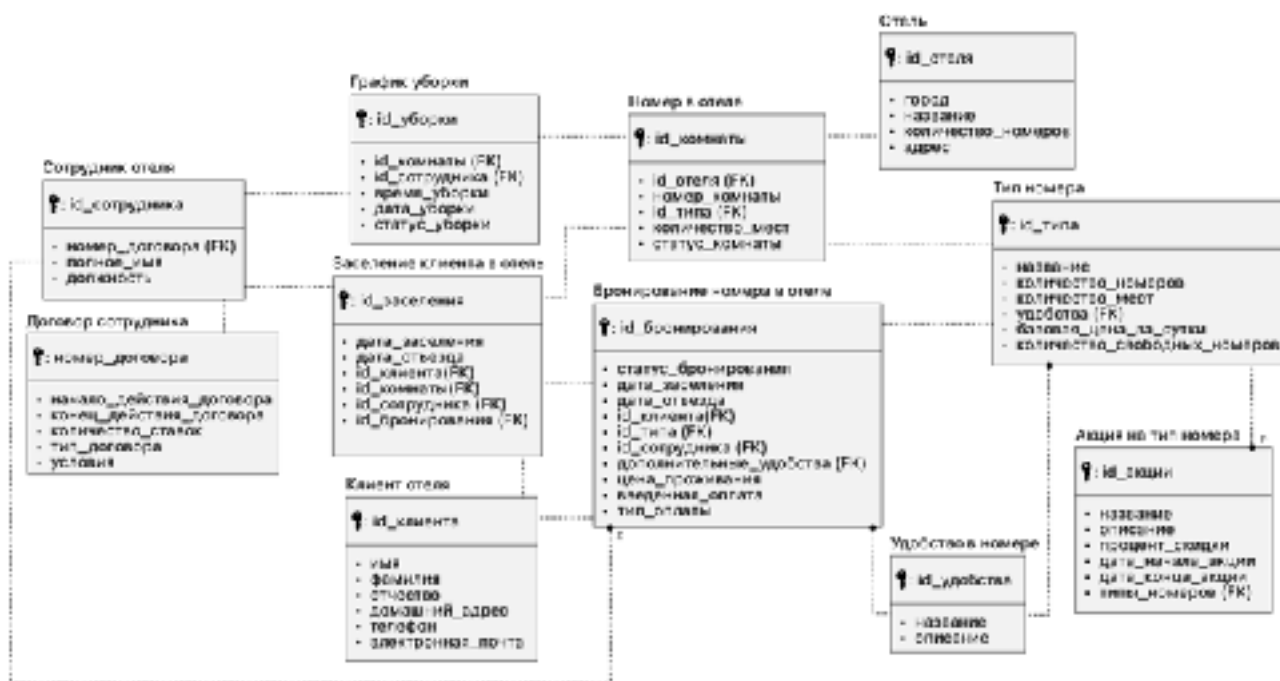 Отель
id_отеля
город
название
количество_номеров
адрес
График уборки
id_уборки
id_комнаты (FK)
id_сотрудника (FK)
время_уборки
дата_уборки
статус_уборки
Номер в отеле
id_комнаты
id_отеля (FK)
номер_комнаты
id_типа (FK)
количество_мест
статус_комнаты
Сотрудник отеля
id_сотрудника
номер_договора (FK)
полное_имя
должность
Тип номера
id_типа
название
количество_номеров
количество_мест
удобства (FK)
базовая_цена_за_сутки
количество_свободных_номеров
Заселение клиента в отель
id_заселения
дата_заселения
дата_отъезда
id_клиента(FK)
id_комнаты(FK)
id_сотрудника (FK)
id_бронирования (FK)
Бронирование номера в отеле
id_бронирования
статус_бронирования
дата_заселения
дата_отъезда
id_клиента(FK)
id_типа (FK)
id_сотрудника (FK)
дополнительные_удобства (FK)
цена_проживания
введенная_оплата
тип_оплаты
Договор сотрудника
номер_договора
начало_действия_договора
конец_действия_договора
количество_ставок
тип_договора
условия
Клиент отеля
id_клиента
имя
фамилия
отчество
домашний_адрес
телефон
электронная_почта
Акция на тип номера
id_акции
название
описание
процент_скидки
дата_начала_акции
дата_конца_акции
типы_номеров (FK)
Удобство в номере
id_удобства
название
описание